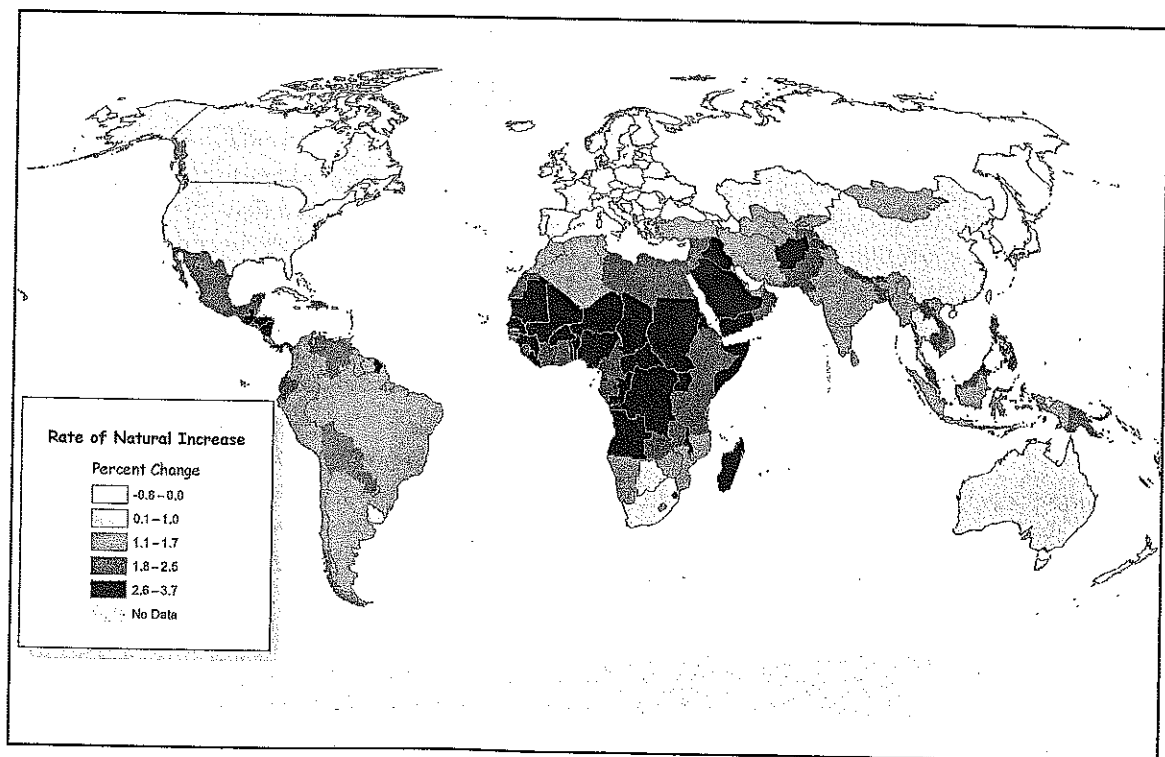 Rate of Natural Increase
Percent Change
-0.6–0.0
0.1–1.0
1.1–1.7
1.8–2.5
2.6–3.7
No Data